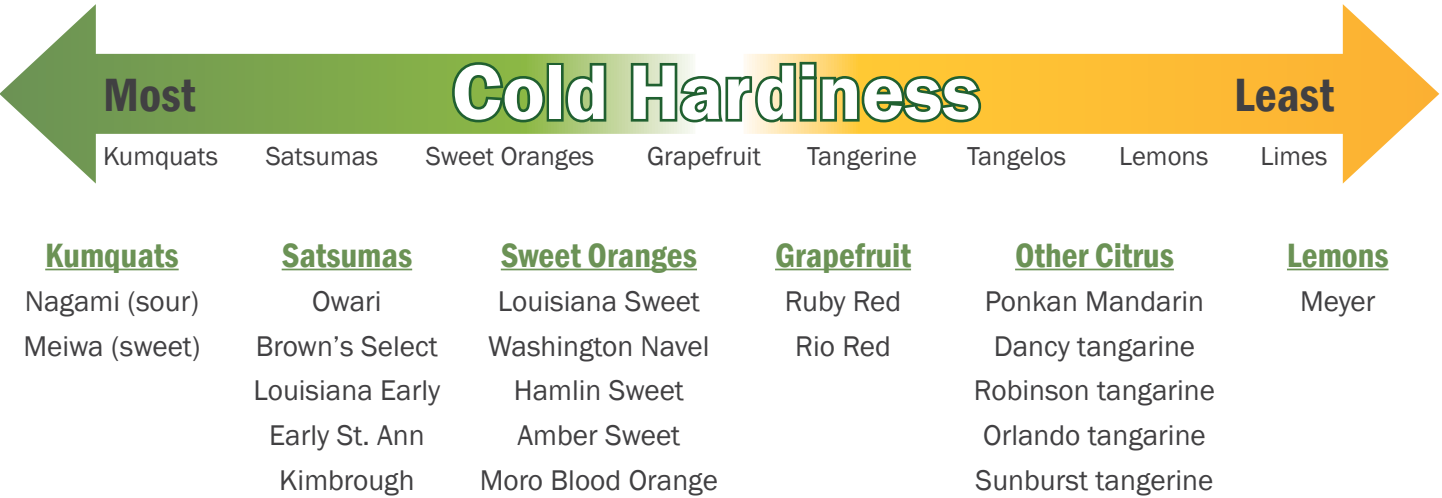 Most Cold Hardiness Least
Kumquats Satsumas Sweet Oranges Grapefruit Tangerine Tangelos Lemons Limes
Kumquats
Nagami (sour)
Meiwa (sweet)
Satsumas
Owari
Brown’s Select
Louisiana Early
Early St. Ann
Kimbrough
Sweet Oranges
Louisiana Sweet
Washington Navel
Hamlin Sweet
Amber Sweet
Moro Blood Orange
Grapefruit
Ruby Red
Rio Red
Other Citrus
Ponkan Mandarin
Dancy tangarine
Robinson tangarine
Orlando tangarine
Sunburst tangerine
Lemons
Meyer